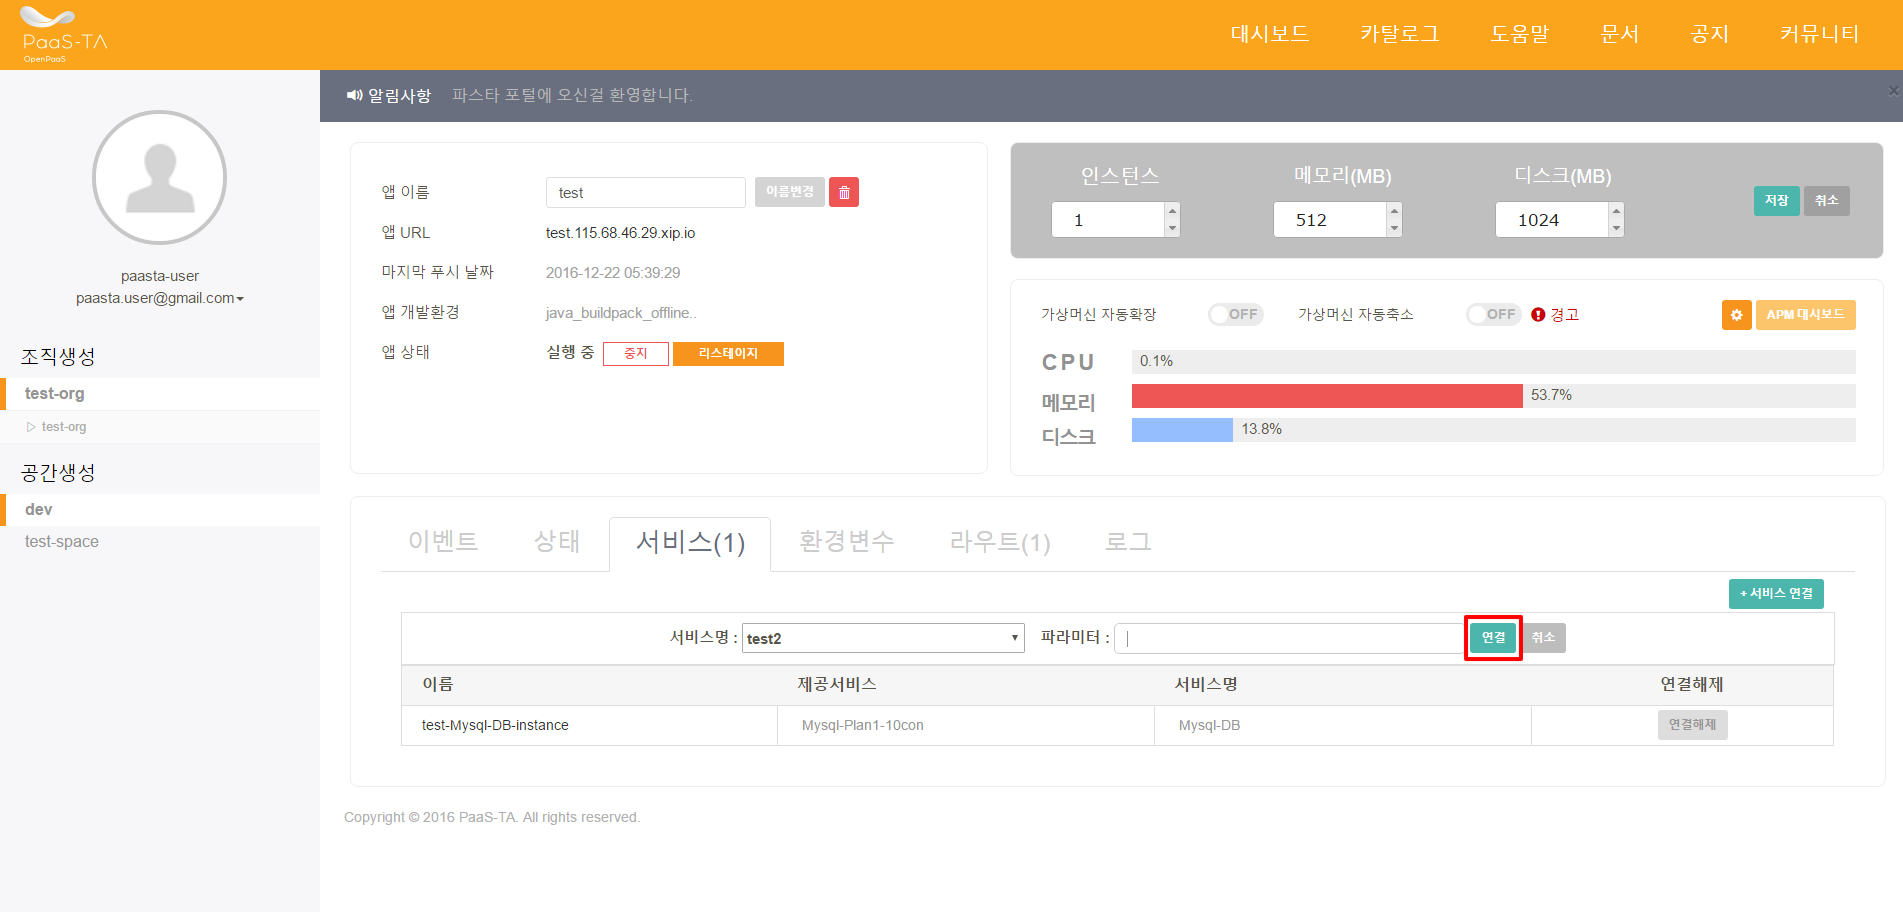 PaaS-TA
OpenPaaS
대시보드 카탈로그 도움말 문서 공지 커뮤니티
알림사항 파스타 포털에 오신걸 환영합니다.
×
paasta-user
paasta.user@gmail.com
조직생성
test-org
test-org
공간생성
dev
test-space
앱 이름 test 이름변경
앱 URL test.115.68.46.29.xip.io
마지막 푸시 날짜 2016-12-22 05:39:29
앱 개발환경 java_buildpack_offline..
앱 상태 실행 중 중지 리스테이지
인스턴스 메모리(MB) 디스크(MB)
1 512 1024 저장 취소
가상머신 자동확장 OFF 가상머신 자동축소 OFF 경고 APM 대시보드
CPU 0.1%
메모리 53.7%
디스크 13.8%
이벤트 상태 서비스(1) 환경변수 라우트(1) 로그
+ 서비스 연결
서비스명 : test2 파라미터 : 연결 취소
이름 제공서비스 서비스명 연결해제
test-Mysql-DB-instance Mysql-Plan1-10con Mysql-DB 연결해제
Copyright © 2016 PaaS-TA. All rights reserved.